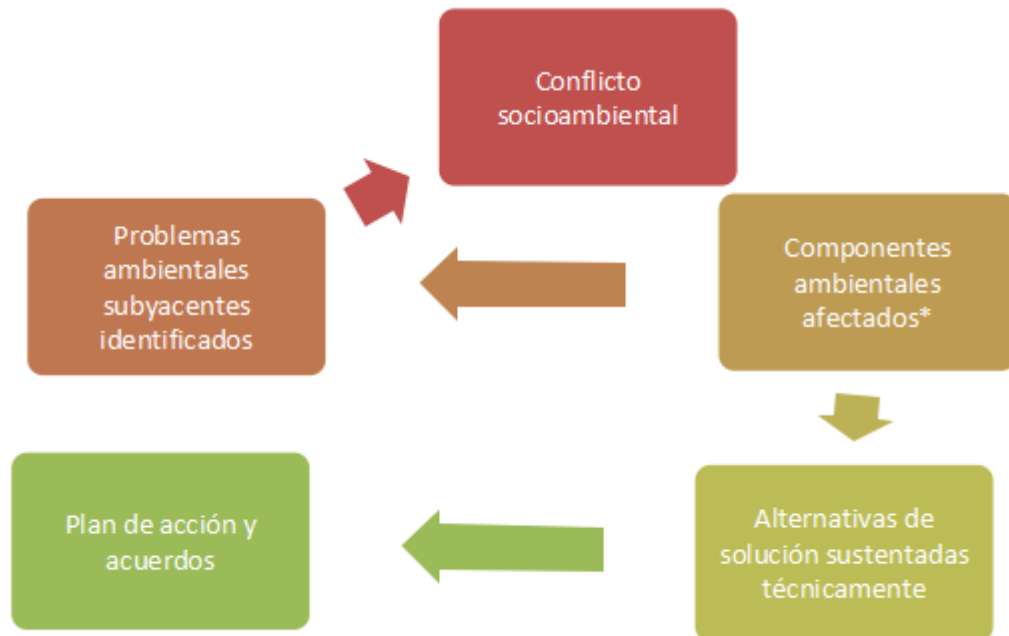 Conflicto
socioambiental
Problemas
ambientales
subyacentes
identificados
Componentes
ambientales
afectados*
Plan de acción y
acuerdos
Alternativas de
solución sustentadas
técnicamente